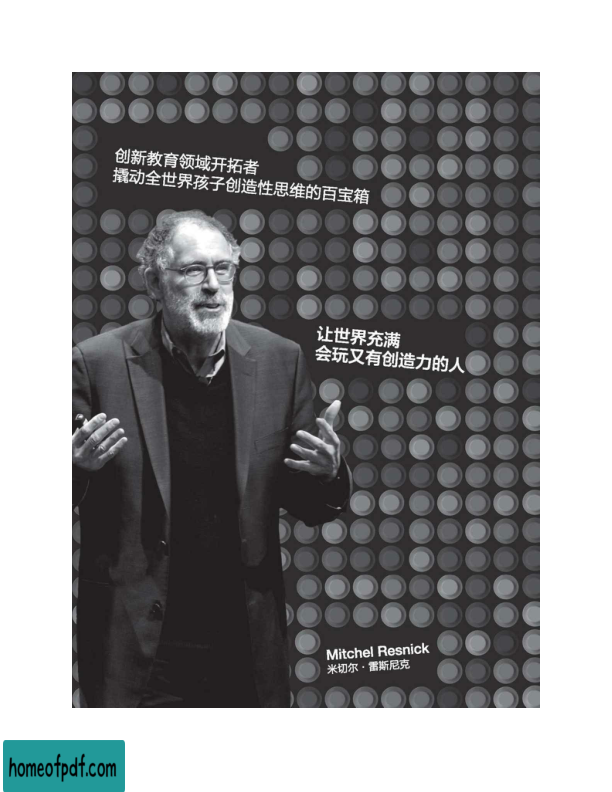 创新教育领域开拓者
撬动全世界孩子创造性思维的百宝箱
让世界充满
会玩又有创造力的人
Mitchel Resnick
米切尔·雷斯尼克
homeofpdf.com